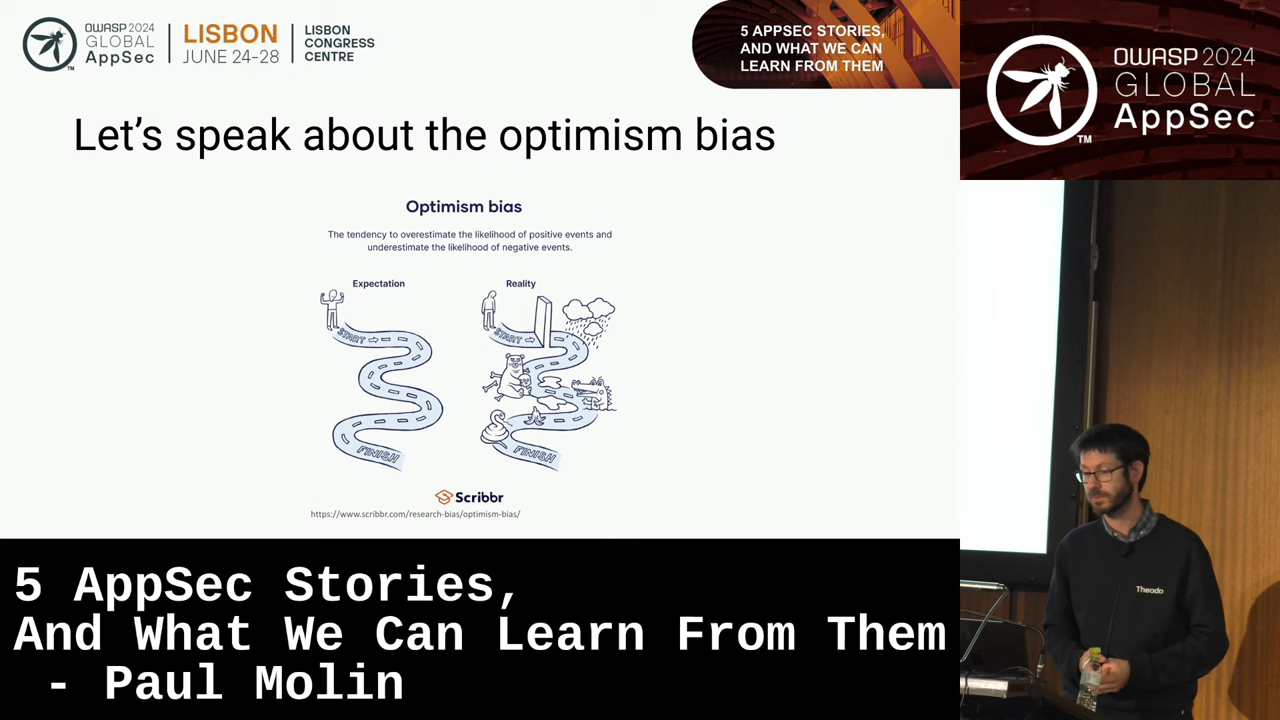 OWASP 2024
GLOBAL
AppSec
TM
LISBON
JUNE 24-28
LISBON
CONGRESS
CENTRE
5 APPSEC STORIES,
AND WHAT WE CAN
LEARN FROM THEM
OWASP 2024
GLOBAL
AppSec
TM
Let's speak about the optimism bias
Optimism bias
The tendency to overestimate the likelihood of positive events and
underestimate the likelihood of negative events.
Expectation
Reality
START
START
FINISH
FINISH
Scribbr
https://www.scribbr.com/research-bias/optimism-bias/
Theodo
5 AppSec Stories,
And What We Can Learn From Them
- Paul Molin